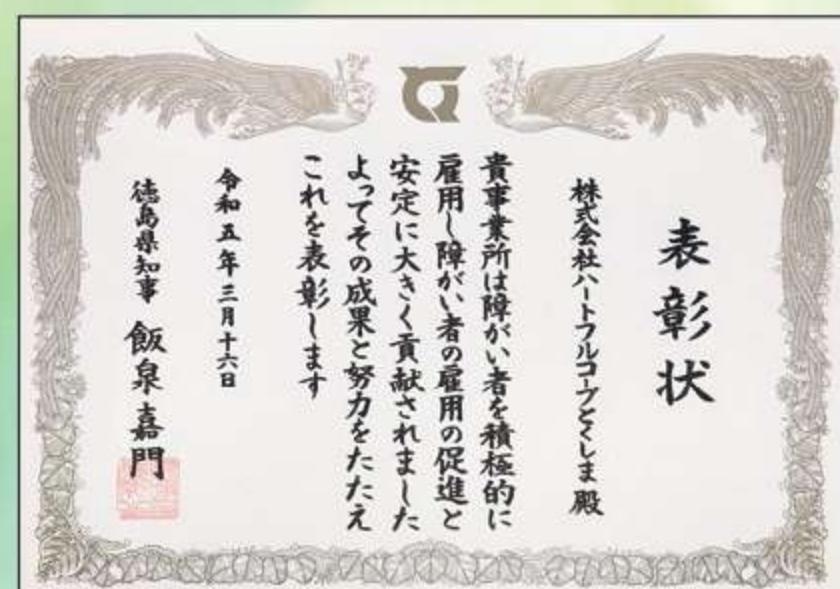 表彰状
株式会社ハートフルコープとくしま 殿
貴事業所は障がい者を積極的に
雇用し障がい者の雇用の促進と
安定に大きく貢献されました
よってその成果と努力をたたえ
これを表彰します
令和五年三月十六日
徳島県知事 飯泉嘉門